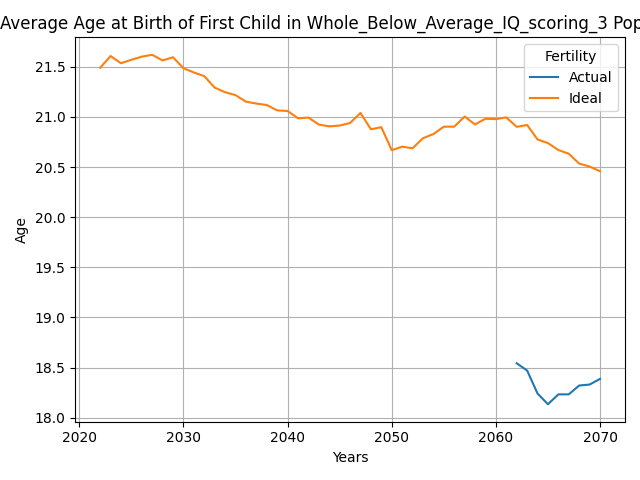 Average Age at Birth of First Child in Whole_Below_Average_IQ_scoring_3 Pop
Fertility
Actual
Ideal
21.5
21.0
20.5
20.0
19.5
19.0
18.5
18.0
Age
2020 2030 2040 2050 2060 2070
Years